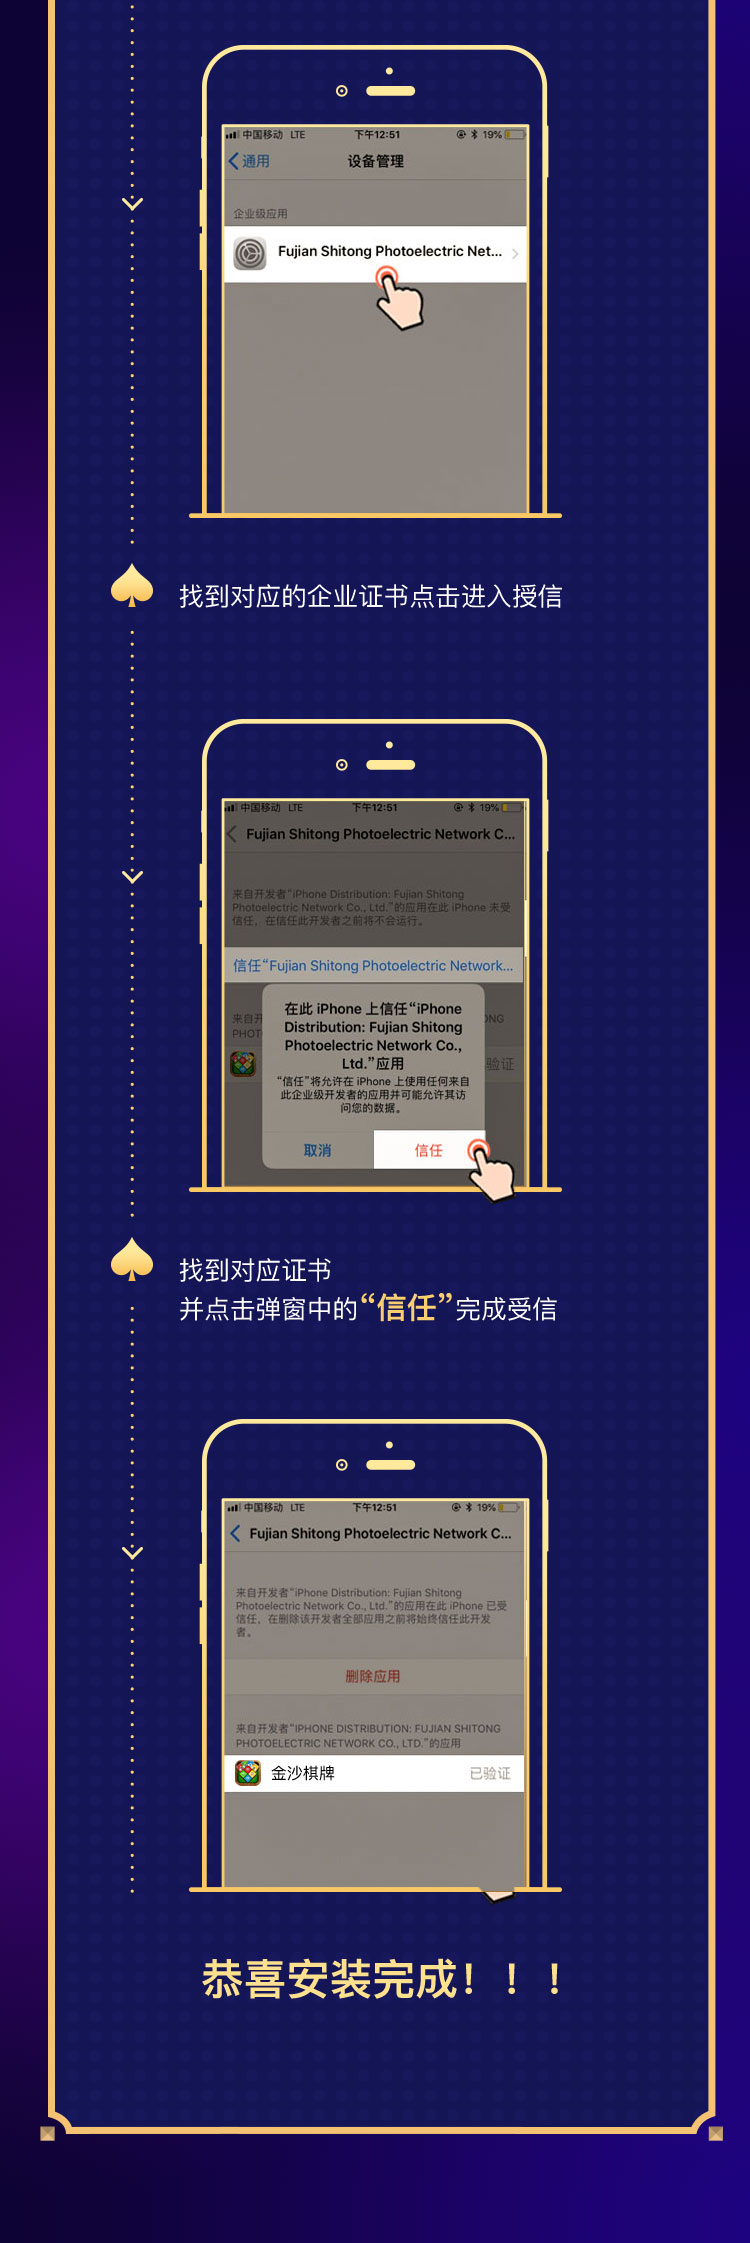 中国移动 LTE 下午12:51 19%
通用 设备管理
企业级应用
Fujian Shitong Photoelectric Net...
找到对应的企业证书点击进入授信
中国移动 LTE 下午12:51 19%
Fujian Shitong Photoelectric Network C...
来自开发者“iPhone Distribution: Fujian Shitong
Photoelectric Network Co., Ltd.”的应用在此 iPhone 未受
信任，在信任此开发者之前将不会运行。
信任“Fujian Shitong Photoelectric Network...
来自开
PHOT
ONG
验证
在此 iPhone 上信任“iPhone
Distribution: Fujian Shitong
Photoelectric Network Co.,
Ltd.”应用
“信任”将允许在 iPhone 上使用任何来自
此企业级开发者的应用并可能允许其访
问您的数据。
取消 信任
找到对应证书
并点击弹窗中的“信任”完成受信
中国移动 LTE 下午12:51 19%
Fujian Shitong Photoelectric Network C...
来自开发者“iPhone Distribution: Fujian Shitong
Photoelectric Network Co., Ltd.”的应用在此 iPhone 已受
信任，在删除该开发者全部应用之前将始终信任此开发
者。
删除应用
来自开发者“IPHONE DISTRIBUTION: FUJIAN SHITONG
PHOTOELECTRIC NETWORK CO., LTD.”的应用
金沙棋牌 已验证
恭喜安装完成！！！